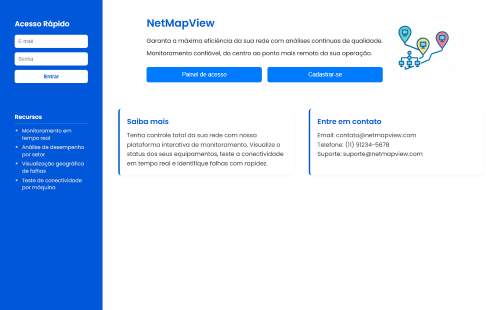 Acesso Rápido
E-mail
Senha
Entrar
Recursos
Monitoramento em
tempo real
Análise de desempenho
por setor
Visualização geográfica
de falhas
Teste de conectividade
por máquina
NetMapView
Garanta a máxima eficiência da sua rede com análises contínuas de qualidade.
Monitoramento confiável, do centro ao ponto mais remoto da sua operação.
Painel de acesso
Cadastrar-se
Saiba mais
Tenha controle total da sua rede com nossa
plataforma interativa de monitoramento. Visualize o
status dos seus equipamentos, teste a conectividade
em tempo real e identifique falhas com rapidez.
Entre em contato
Email: contato@netmapview.com
Telefone: (11) 91234-5678
Suporte: suporte@netmapview.com